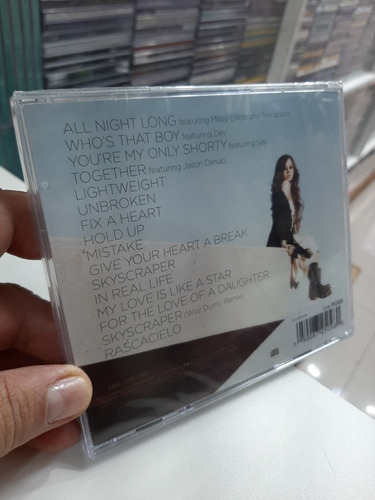 ALL NIGHT LONG featuring Missy Elliott and Timbaland
WHO'S THAT BOY featuring Dev
YOU'RE MY ONLY SHORTY featuring Iyaz
TOGETHER featuring Jason Derulo
LIGHTWEIGHT
UNBROKEN
FIX A HEART
HOLD UP
MISTAKE
GIVE YOUR HEART A BREAK
SKYSCRAPER
IN REAL LIFE
MY LOVE IS LIKE A STAR
FOR THE LOVE OF A DAUGHTER
SKYSCRAPER (Wizz Dumb Remix)
RASCACIELO